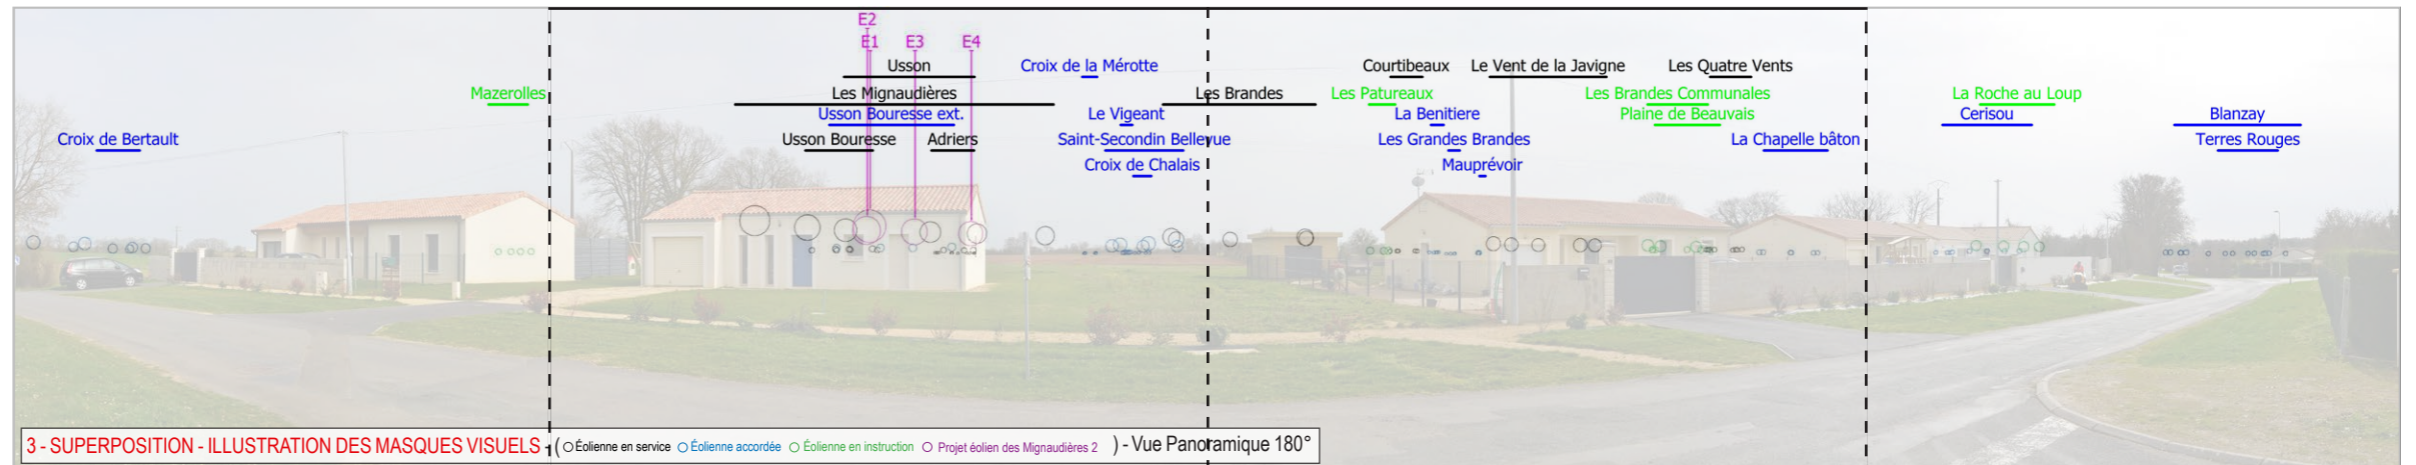 E2
E1 E3 E4
Usson Croix de la Mérotte Courtibeaux Le Vent de la Javigne Les Quatre Vents
Mazerolles Les Mignaudières Les Brandes Les Patureaux Les Brandes Communales La Roche au Loup
Usson Bouresse ext. Le Vigeant La Benitiere Plaine de Beauvais Cerisou Blanzay
Croix de Bertault Usson Bouresse Adriers Saint-Secondin Bellevue Les Grandes Brandes La Chapelle bâton Terres Rouges
Croix de Chalais Mauprévoir
3 - SUPERPOSITION - ILLUSTRATION DES MASQUES VISUELS - ( Éolienne en service Éolienne accordée Éolienne en instruction Projet éolien des Mignaudières 2 ) - Vue Panoramique 180°